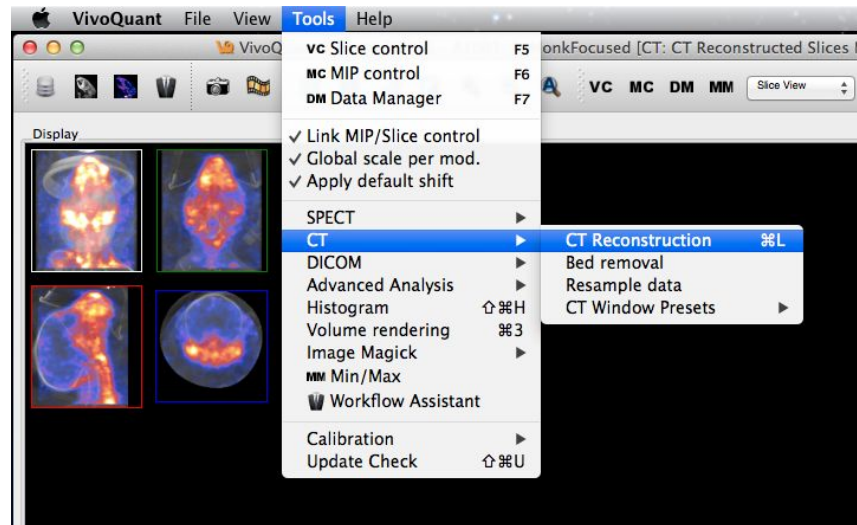 VivoQuant File View Tools Help
VivoQ
onkFocused [CT: CT Reconstructed Slices
VC MC DM MM Slice View
Display
VC Slice control F5
MC MIP control F6
DM Data Manager F7
✓ Link MIP/Slice control
✓ Global scale per mod.
✓ Apply default shift
SPECT ▶
CT ▶
DICOM ▶
Advanced Analysis ▶
Histogram ⇧⌘H
Volume rendering ⌘3
Image Magick ▶
MM Min/Max
Workflow Assistant
Calibration ▶
Update Check ⇧⌘U
CT Reconstruction ⌘L
Bed removal
Resample data
CT Window Presets ▶